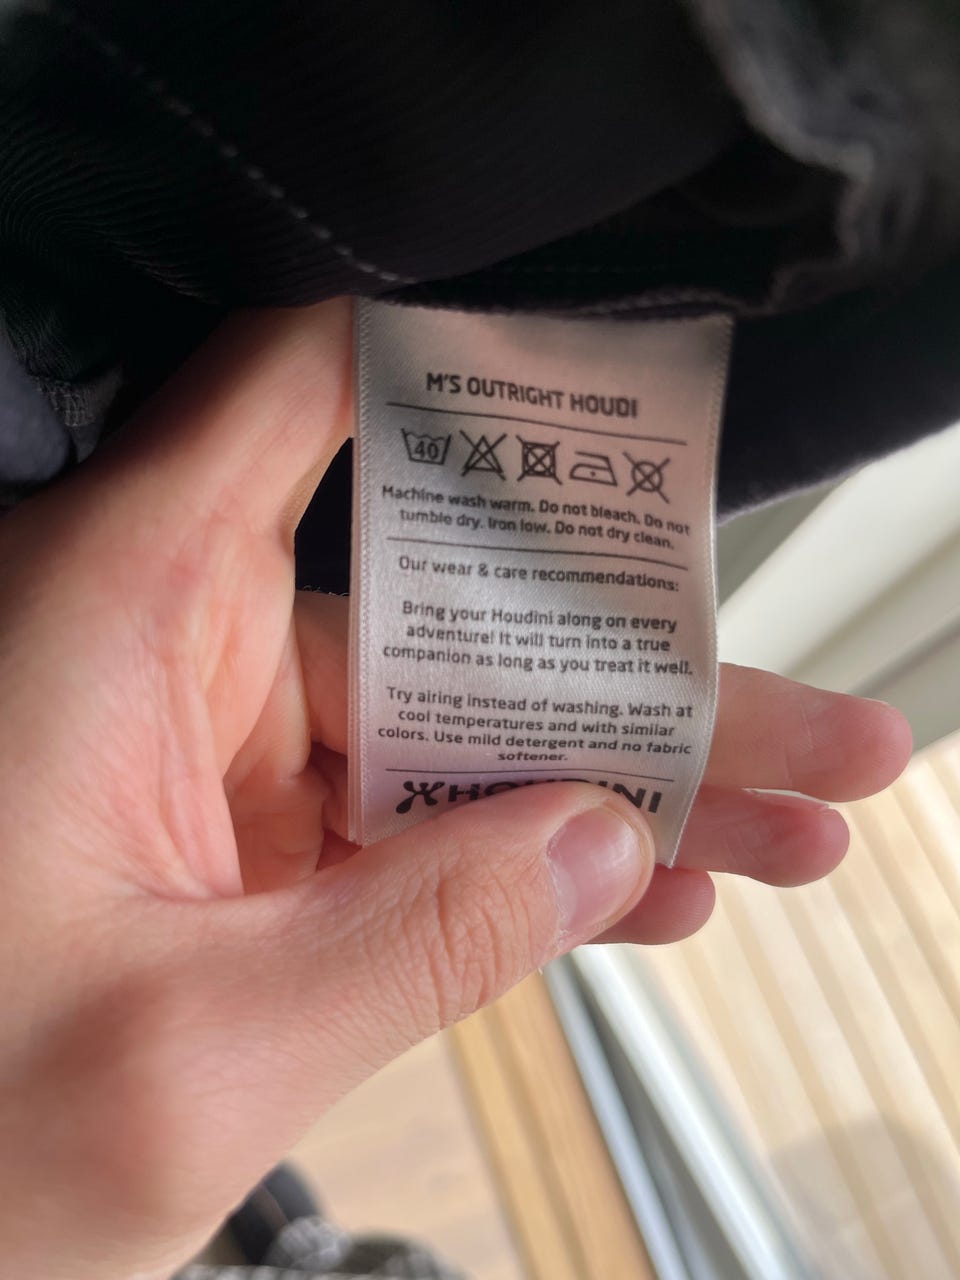 M'S OUTRIGHT HOUDI
40
Machine wash warm. Do not bleach. Do not
tumble dry. Iron low. Do not dry clean.
Our wear & care recommendations:
Bring your Houdini along on every
adventure! It will turn into a true
companion as long as you treat it well.
Try airing instead of washing. Wash at
cool temperatures and with similar
colors. Use mild detergent and no fabric
softener.
HOUDINI